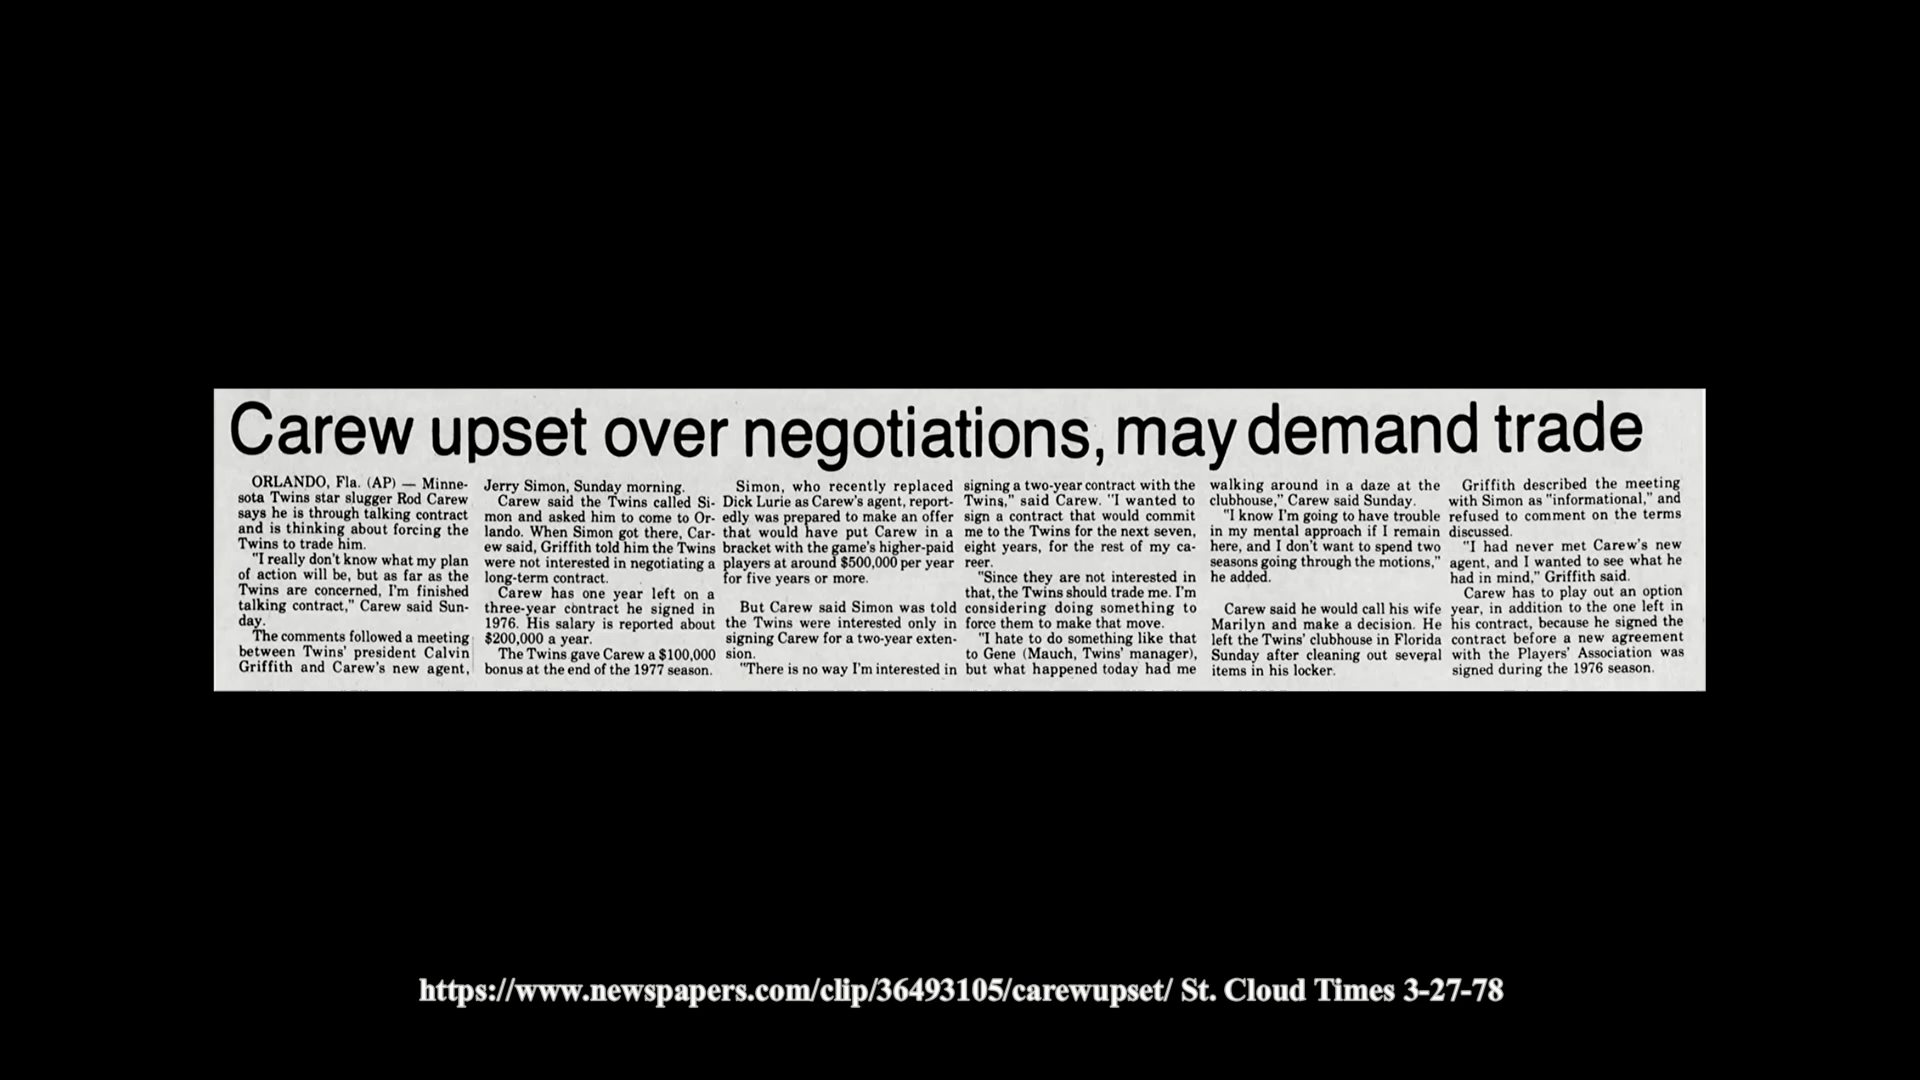 Carew upset over negotiations, may demand trade
ORLANDO, Fla. (AP) — Minne-
sota Twins star slugger Rod Carew
says he is through talking contract
and is thinking about forcing the
Twins to trade him.
"I really don't know what my plan
of action will be, but as far as the
Twins are concerned, I'm finished
talking contract," Carew said Sun-
day.
The comments followed a meeting
between Twins' president Calvin
Griffith and Carew's new agent,
Jerry Simon, Sunday morning.
Carew said the Twins called Si-
mon and asked him to come to Or-
lando. When Simon got there, Car-
ew said, Griffith told him the Twins
were not interested in negotiating a
long-term contract.
Carew has one year left on a
three-year contract he signed in
1976. His salary is reported about
$200,000 a year.
The Twins gave Carew a $100,000
bonus at the end of the 1977 season.
Simon, who recently replaced
Dick Lurie as Carew's agent, report-
edly was prepared to make an offer
that would have put Carew in a
bracket with the game's higher-paid
players at around $500,000 per year
for five years or more.
But Carew said Simon was told
the Twins were interested only in
signing Carew for a two-year exten-
sion.
"There is no way I'm interested in
signing a two-year contract with the
Twins," said Carew. "I wanted to
sign a contract that would commit
me to the Twins for the next seven,
eight years, for the rest of my ca-
reer.
"Since they are not interested in
that, the Twins should trade me. I'm
considering doing something to
force them to make that move.
"I hate to do something like that
to Gene (Mauch, Twins' manager),
but what happened today had me
walking around in a daze at the
clubhouse," Carew said Sunday.
"I know I'm going to have trouble
in my mental approach if I remain
here, and I don't want to spend two
seasons going through the motions,"
he added.
Carew said he would call his wife
Marilyn and make a decision. He
left the Twins' clubhouse in Florida
Sunday after cleaning out several
items in his locker.
Griffith described the meeting
with Simon as "informational," and
refused to comment on the terms
discussed.
"I had never met Carew's new
agent, and I wanted to see what he
had in mind," Griffith said.
Carew has to play out an option
year, in addition to the one left in
his contract, because he signed the
contract before a new agreement
with the Players' Association was
signed during the 1976 season.
https://www.newspapers.com/clip/36493105/carewupset/ St. Cloud Times 3-27-78